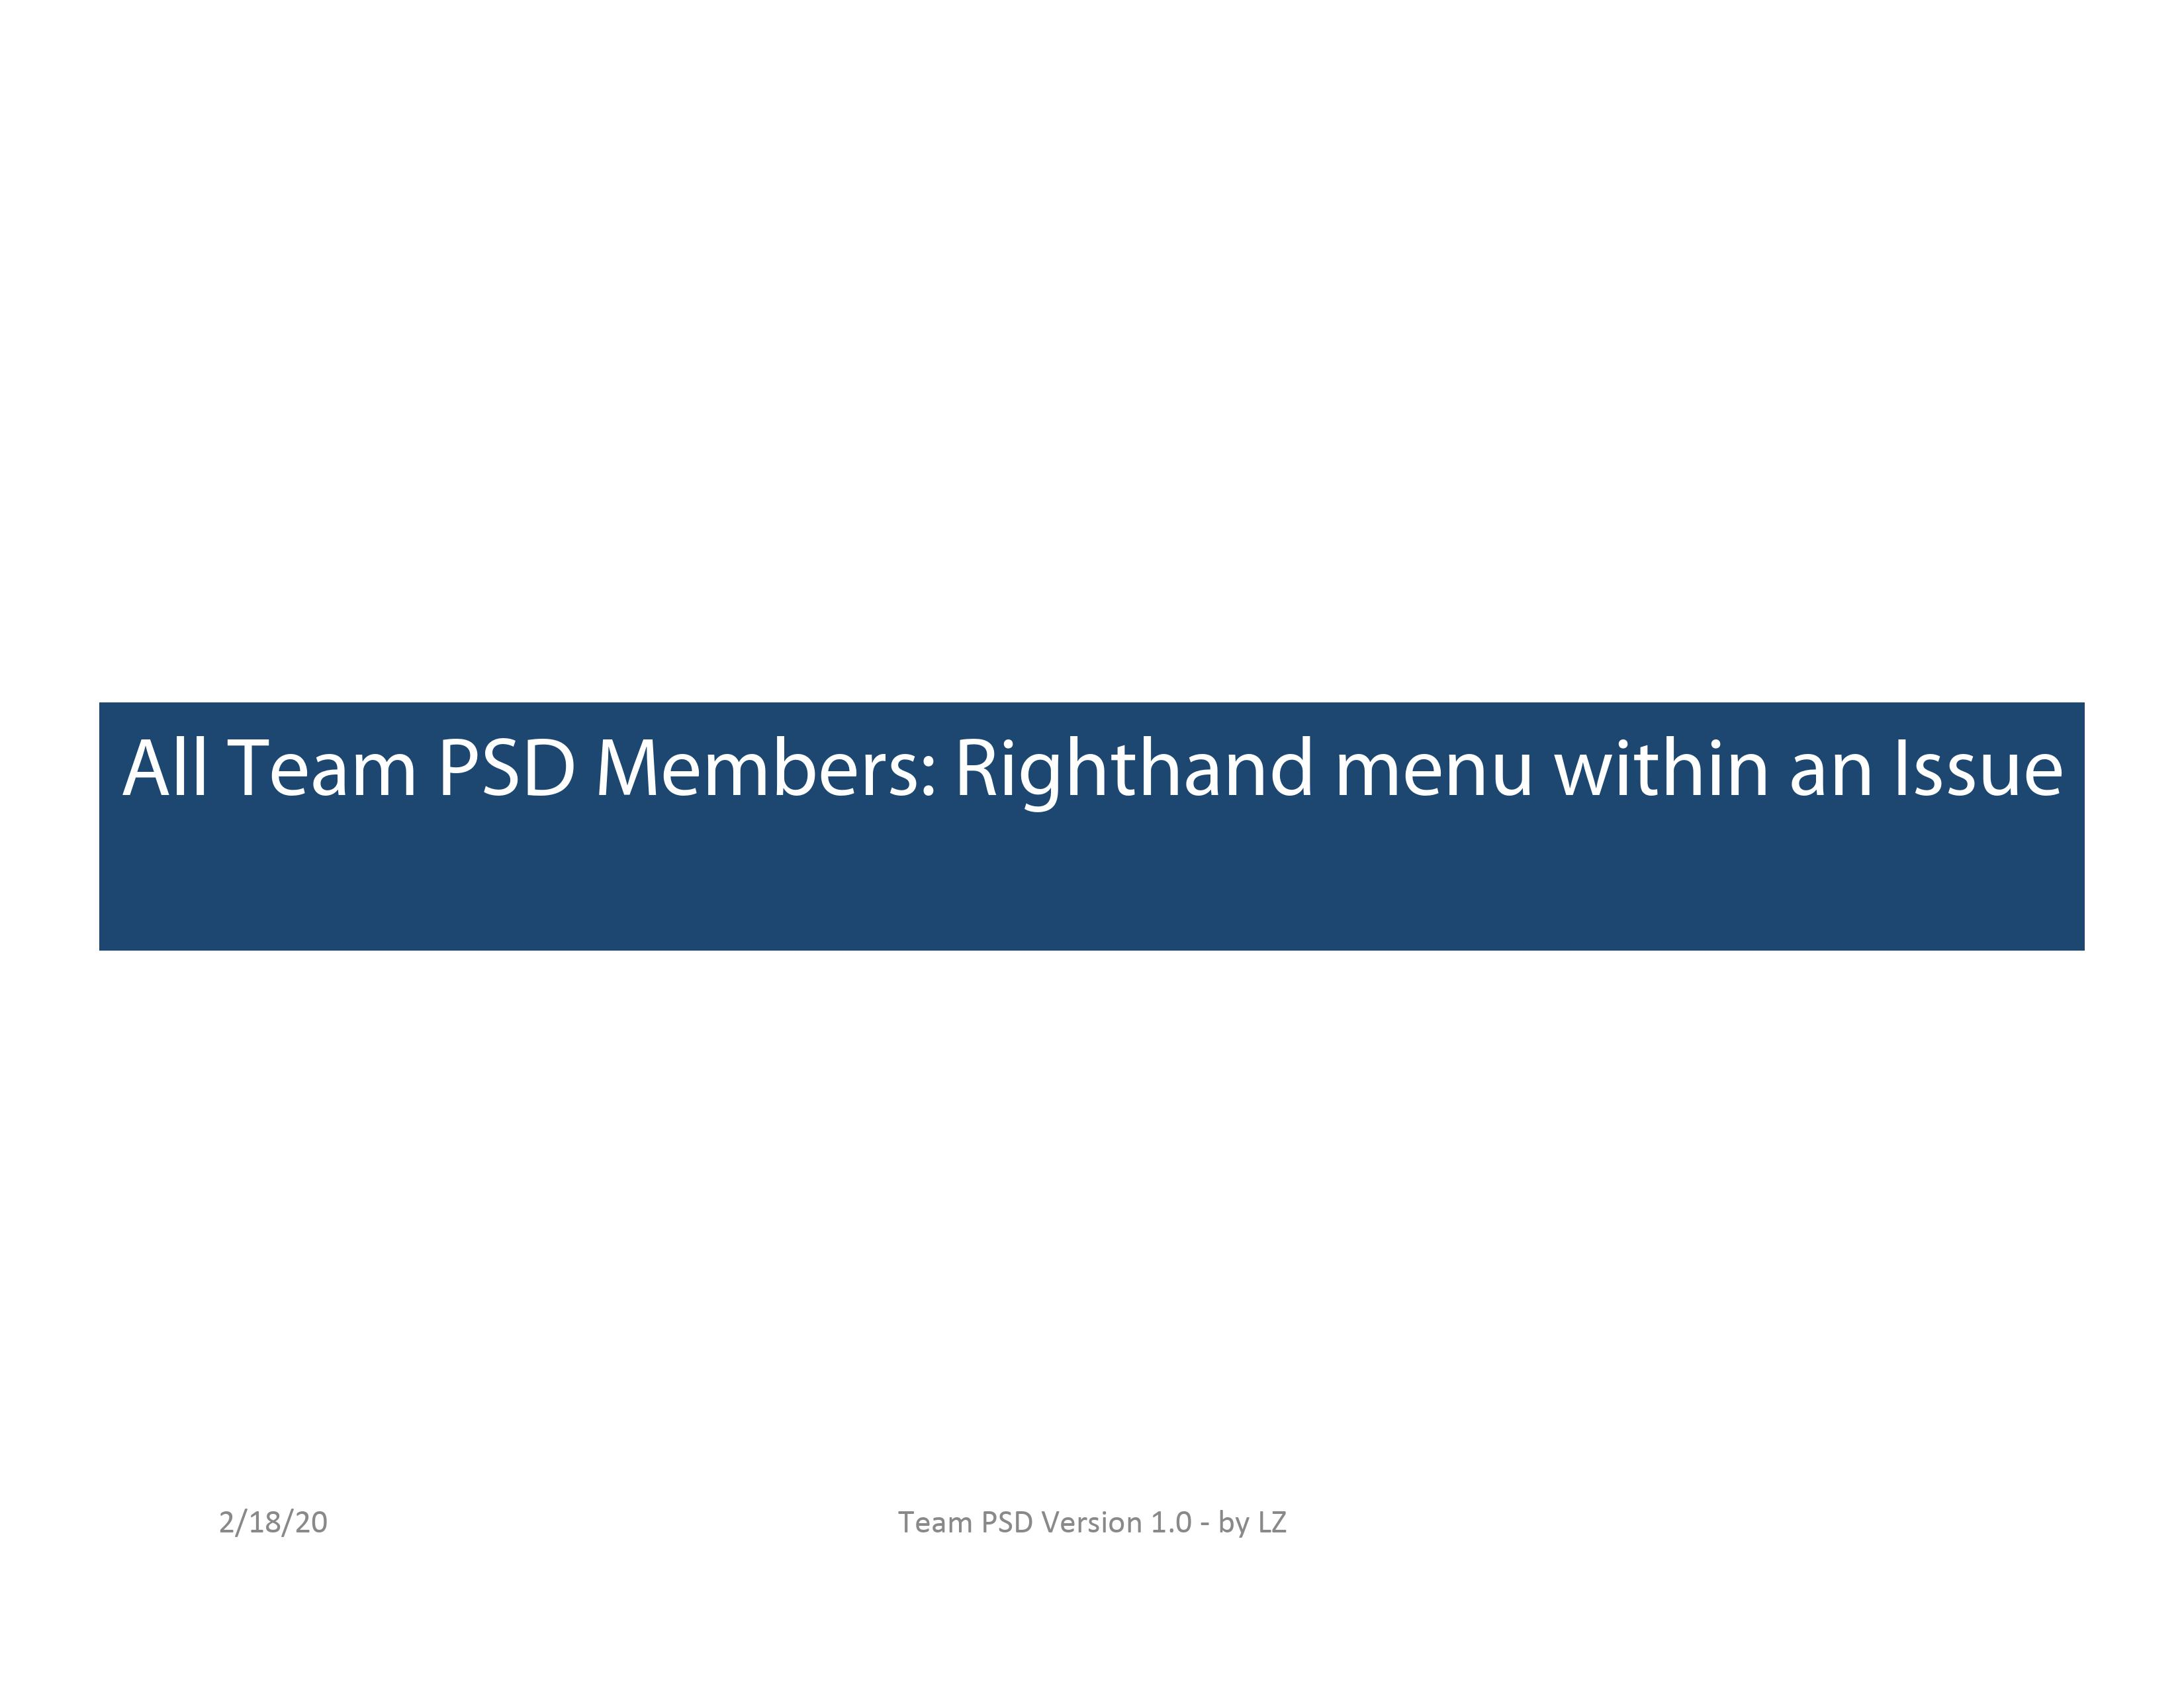 All Team PSD Members: Righthand menu within an Issue
2/18/20
Team PSD Version 1.0 - by LZ